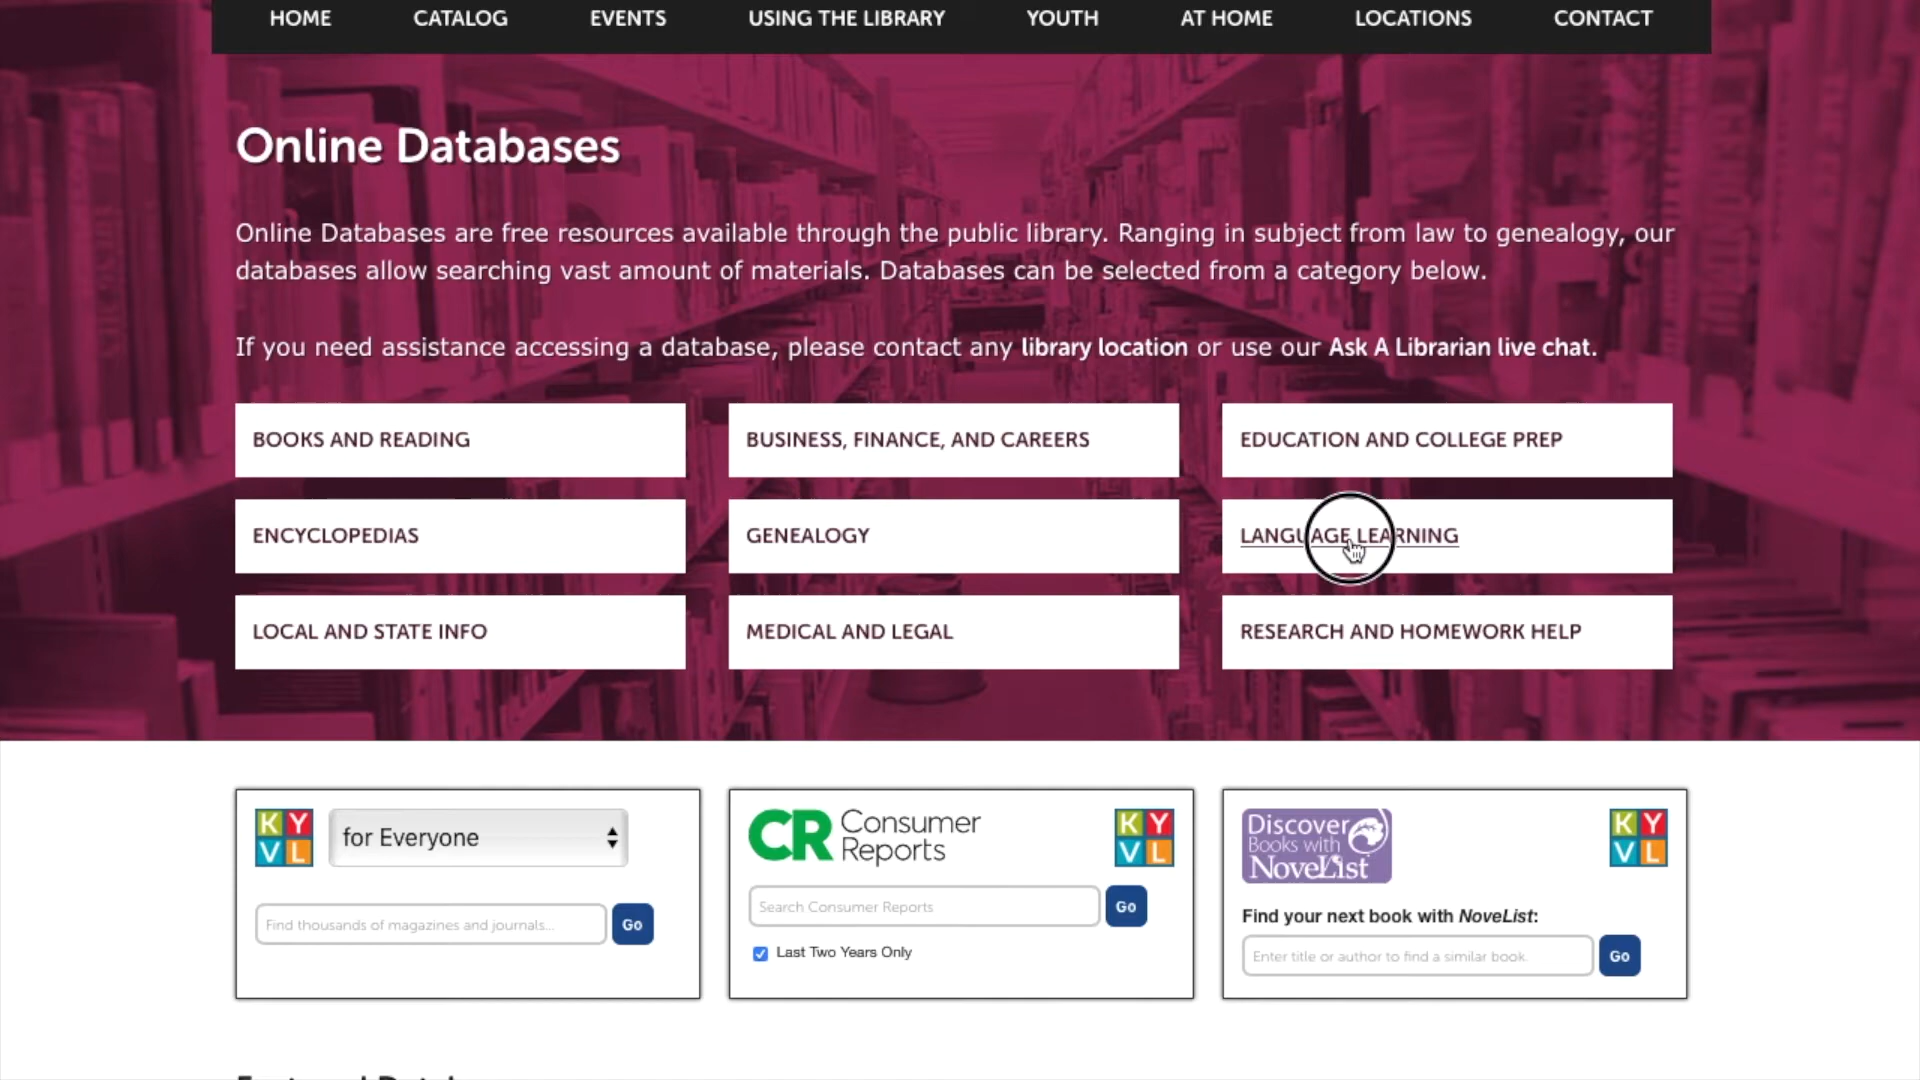 HOME CATALOG EVENTS USING THE LIBRARY YOUTH AT HOME LOCATIONS CONTACT
Online Databases
Online Databases are free resources available through the public library. Ranging in subject from law to genealogy, our
databases allow searching vast amount of materials. Databases can be selected from a category below.
If you need assistance accessing a database, please contact any library location or use our Ask A Librarian live chat.
BOOKS AND READING BUSINESS, FINANCE, AND CAREERS EDUCATION AND COLLEGE PREP
ENCYCLOPEDIAS GENEALOGY LANGUAGE LEARNING
LOCAL AND STATE INFO MEDICAL AND LEGAL RESEARCH AND HOMEWORK HELP
KY
VL
for Everyone
Find thousands of magazines and journals... Go
CR Consumer
Reports
KY
VL
Search Consumer Reports Go
Last Two Years Only
Discover
Books with
NoveList
KY
VL
Find your next book with NoveList:
Enter title or author to find a similar book. Go